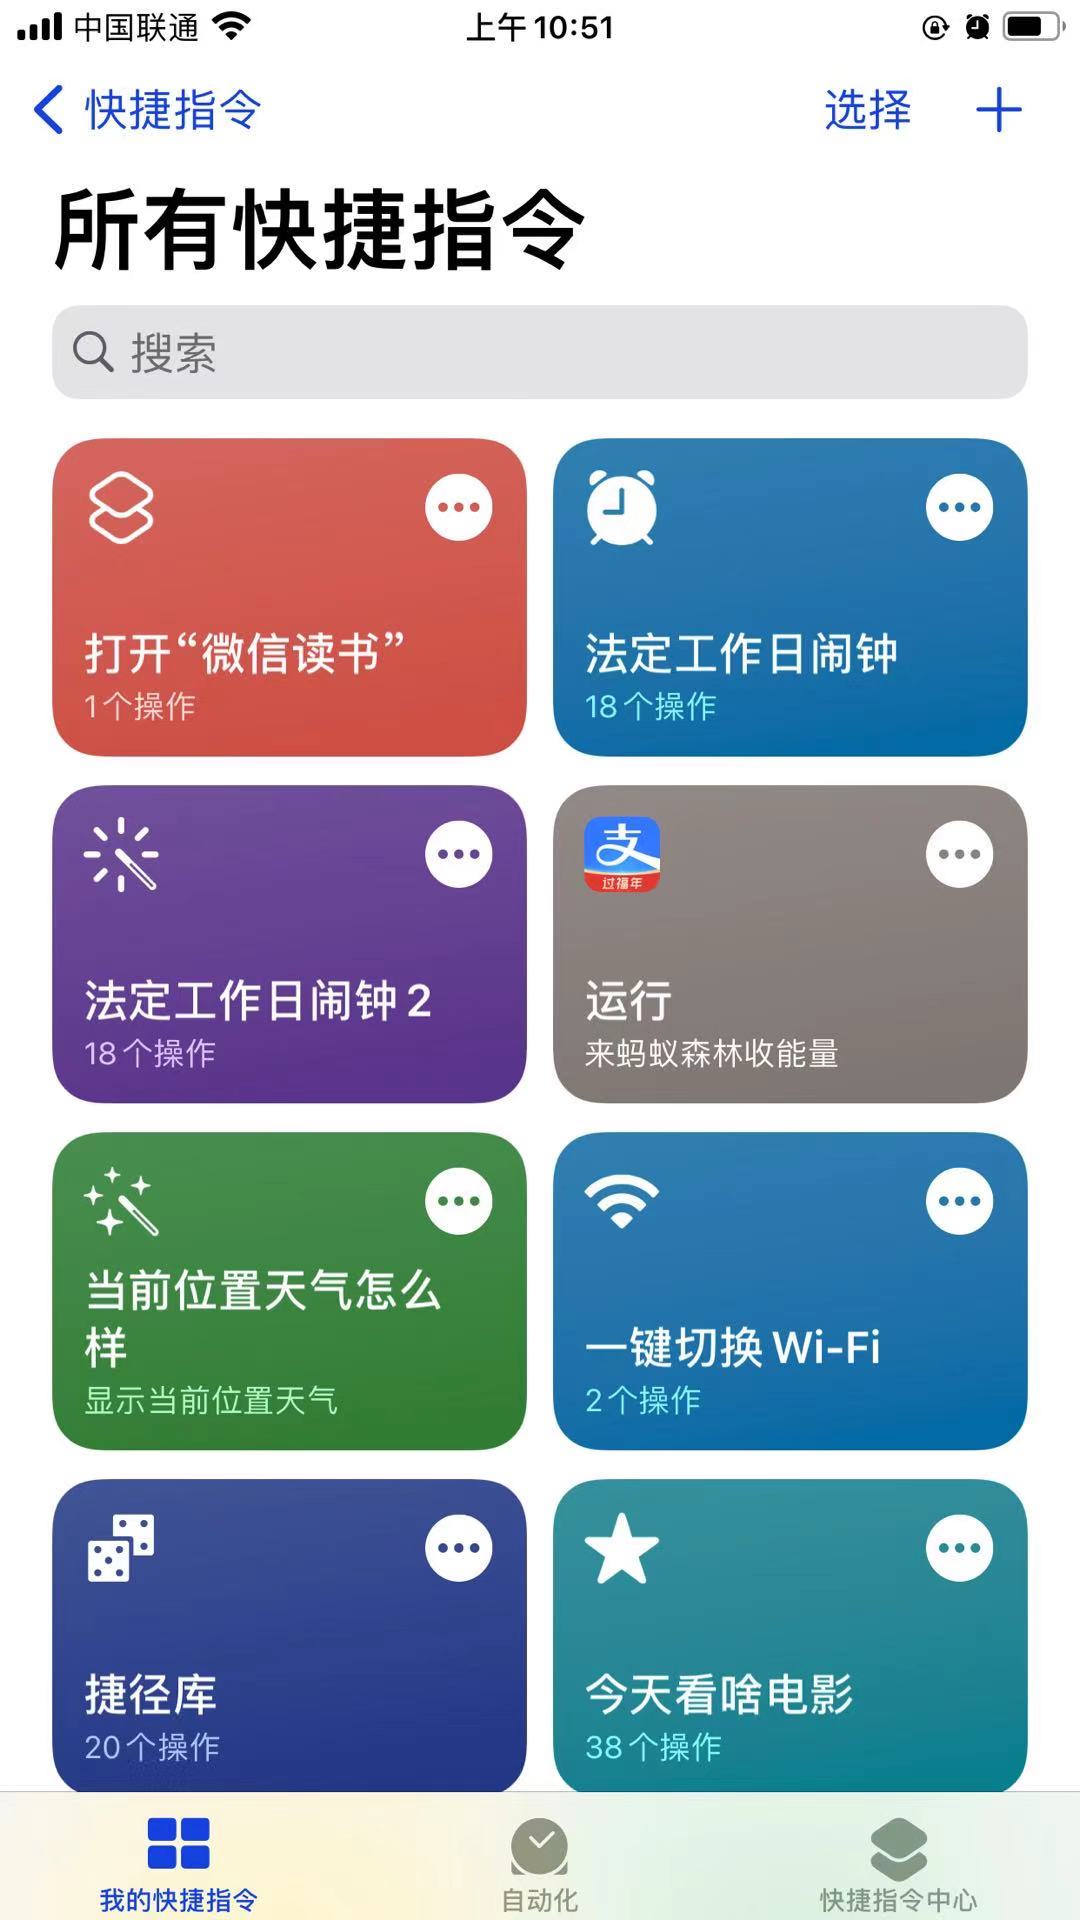 中国联通
上午10:51
快捷指令
选择
所有快捷指令
搜索
打开“微信读书”
1个操作
法定工作日闹钟
18个操作
法定工作日闹钟2
18个操作
支
过福年
运行
来蚂蚁森林收能量
当前位置天气怎么
样
显示当前位置天气
一键切换 Wi-Fi
2个操作
捷径库
20个操作
今天看啥电影
38个操作
我的快捷指令
自动化
快捷指令中心